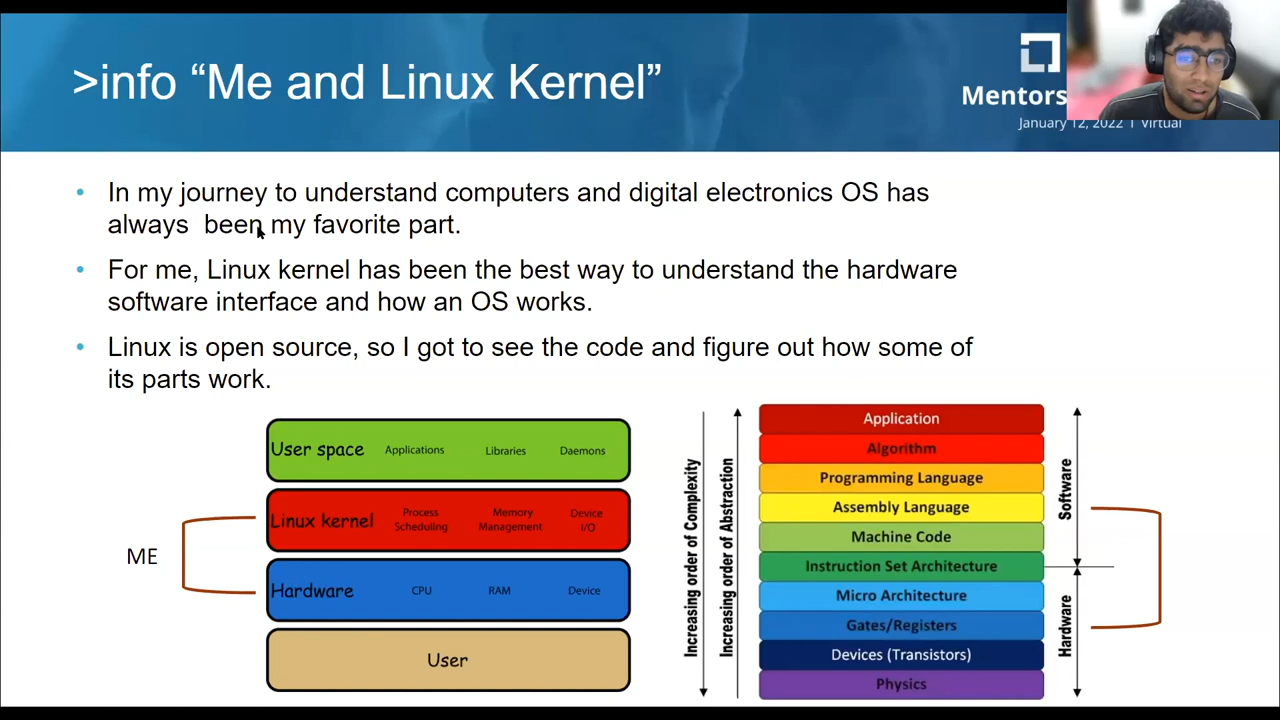 >info “Me and Linux Kernel”
Mentors
January 12, 2022 I Virtual
• In my journey to understand computers and digital electronics OS has
always been my favorite part.
• For me, Linux kernel has been the best way to understand the hardware
software interface and how an OS works.
• Linux is open source, so I got to see the code and figure out how some of
its parts work.
ME
User space Applications Libraries Daemons
Linux kernel Process Scheduling Memory Management Device I/O
Hardware CPU RAM Device
User
Increasing order of Complexity
Increasing order of Abstraction
Application
Algorithm
Programming Language
Assembly Language
Machine Code
Instruction Set Architecture
Micro Architecture
Gates/Registers
Devices (Transistors)
Physics
Software
Hardware